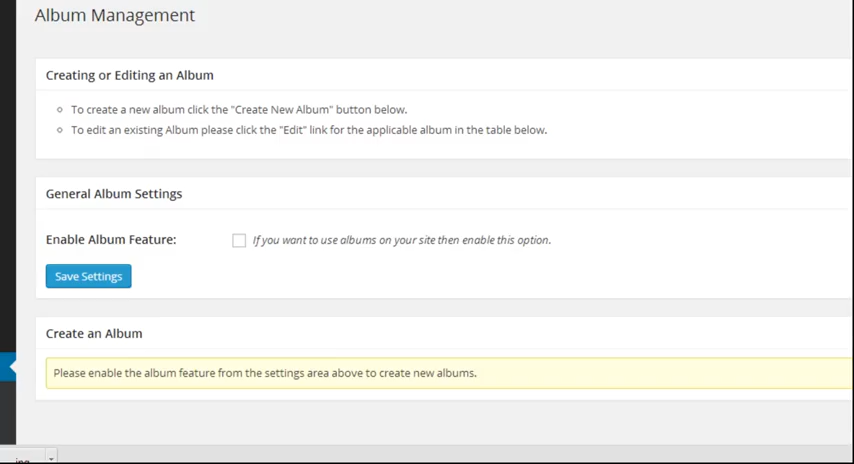 Album Management
Creating or Editing an Album
To create a new album click the "Create New Album" button below.
To edit an existing Album please click the "Edit" link for the applicable album in the table below.
General Album Settings
Enable Album Feature: If you want to use albums on your site then enable this option.
Save Settings
Create an Album
Please enable the album feature from the settings area above to create new albums.